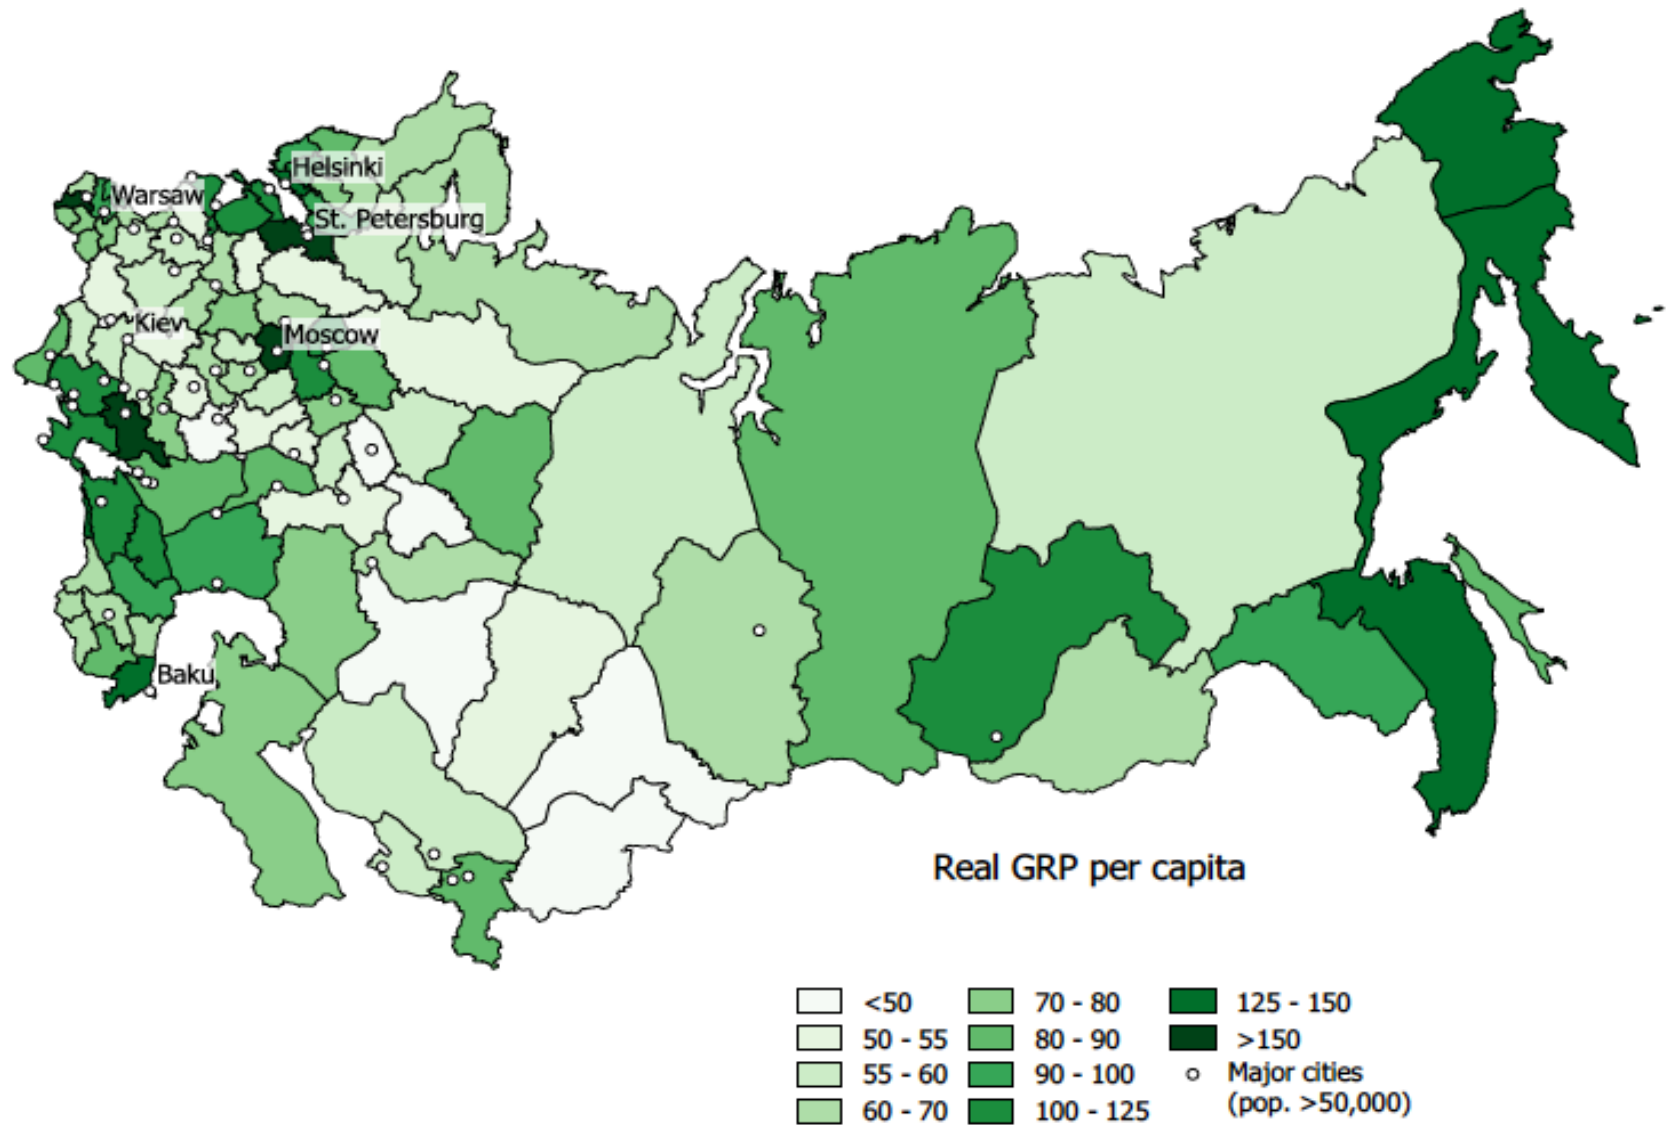 Helsinki
Warsaw
St. Petersburg
Kiev
Moscow
Baku
Real GRP per capita
<50
50 - 55
55 - 60
60 - 70
70 - 80
80 - 90
90 - 100
100 - 125
125 - 150
>150
Major cities
(pop. >50,000)